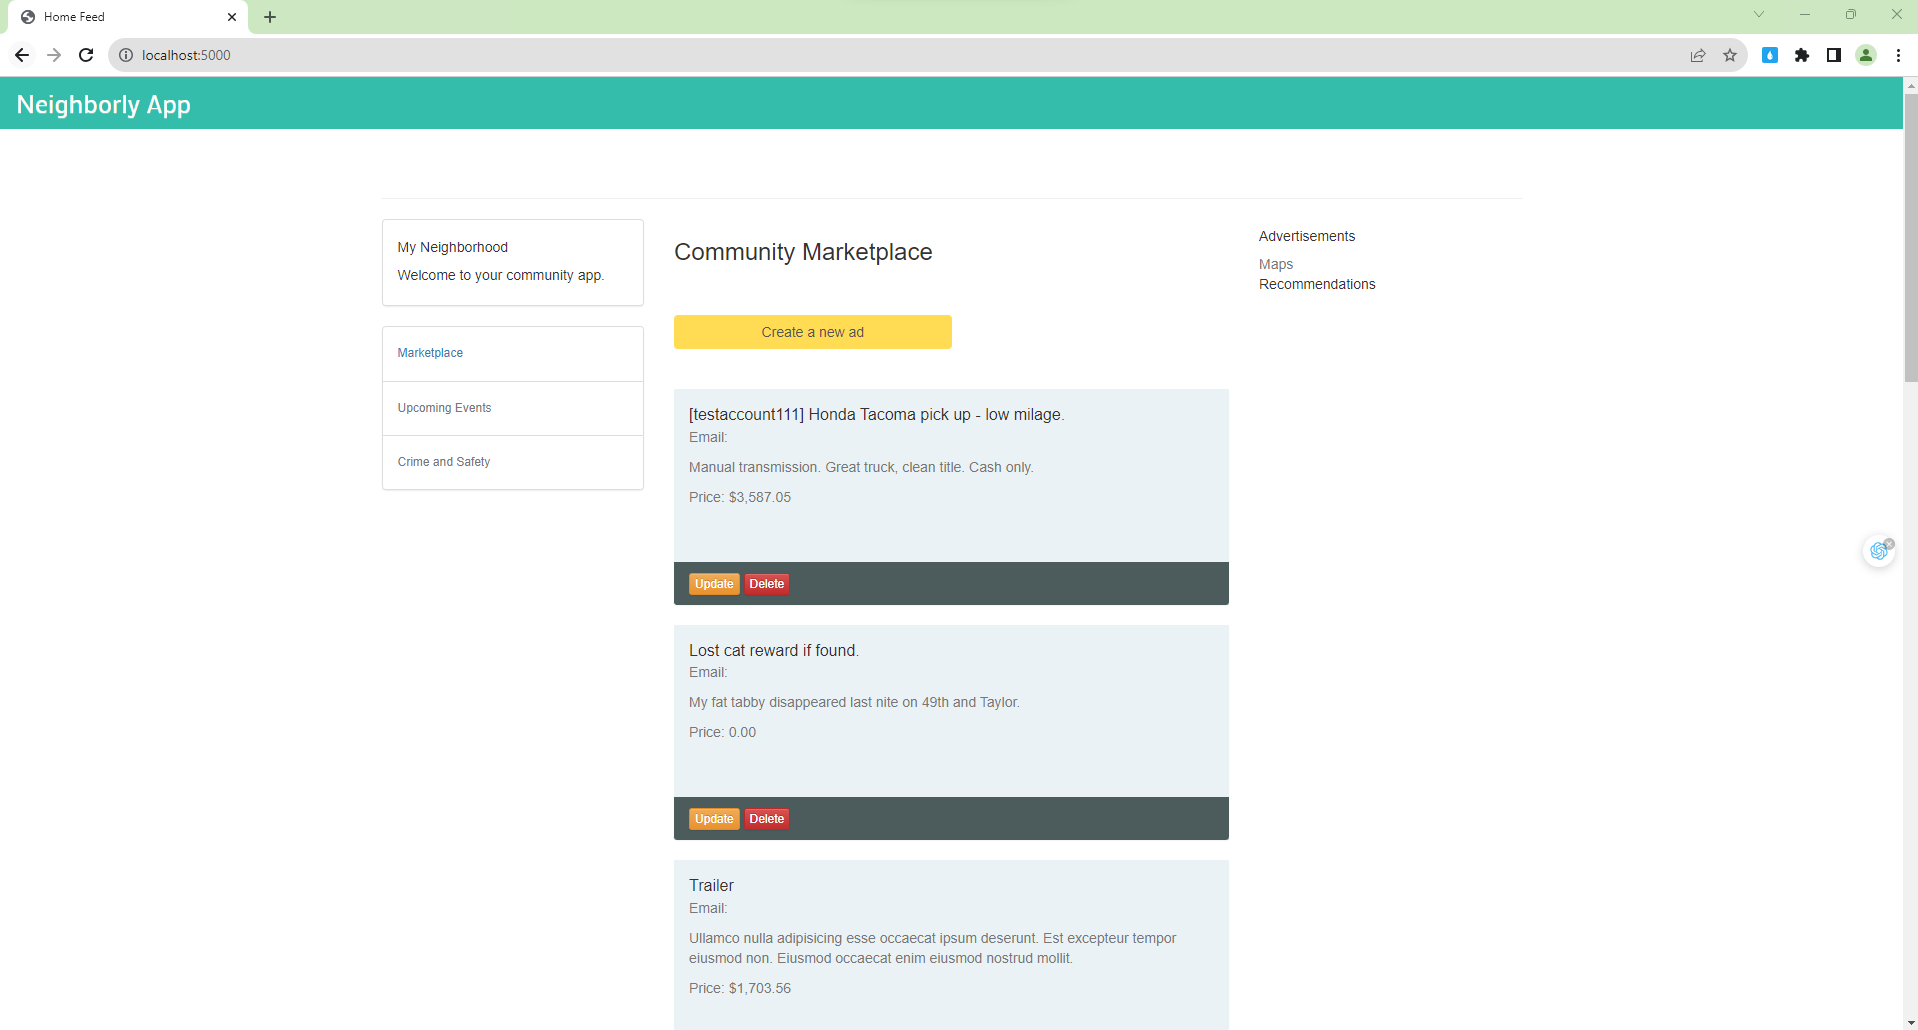 Home Feed
localhost:5000
Neighborly App
My Neighborhood
Welcome to your community app.
Marketplace
Upcoming Events
Crime and Safety
Community Marketplace
Create a new ad
[testaccount111] Honda Tacoma pick up - low milage.
Email:
Manual transmission. Great truck, clean title. Cash only.
Price: $3,587.05
Update Delete
Lost cat reward if found.
Email:
My fat tabby disappeared last nite on 49th and Taylor.
Price: 0.00
Update Delete
Trailer
Email:
Ullamco nulla adipisicing esse occaecat ipsum deserunt. Est excepteur tempor
eiusmod non. Eiusmod occaecat enim eiusmod nostrud mollit.
Price: $1,703.56
Advertisements
Maps
Recommendations